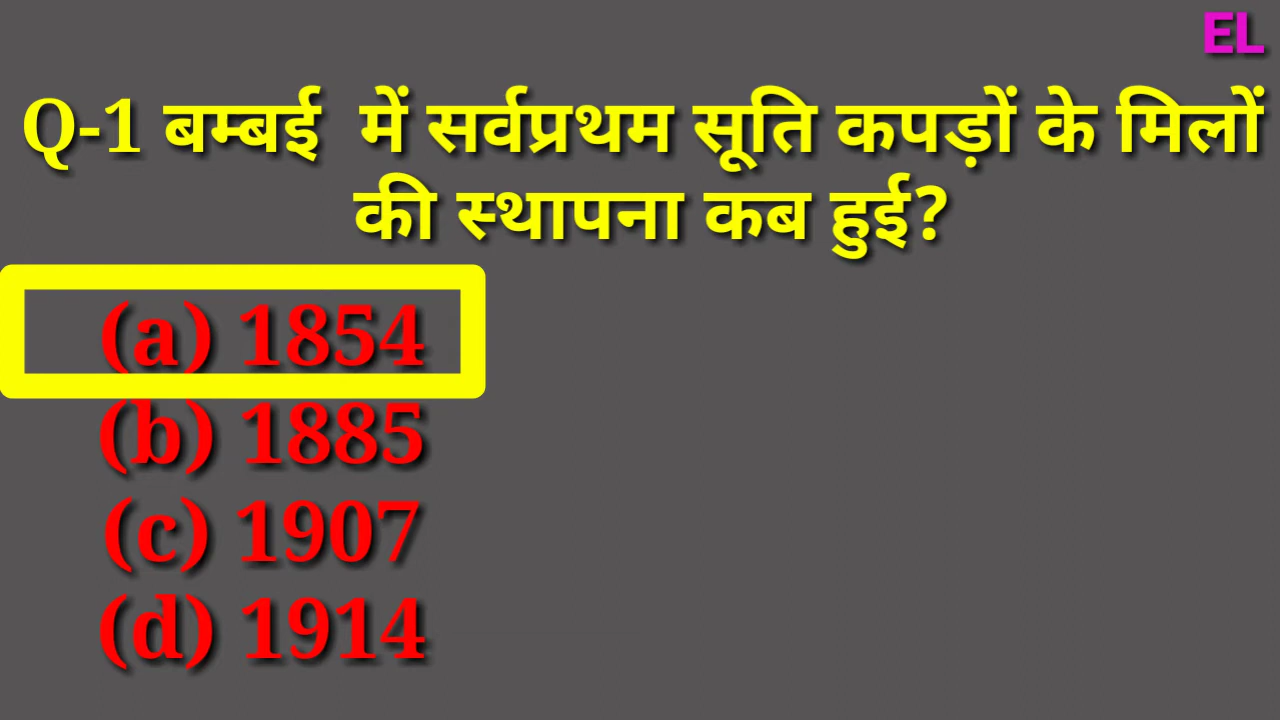 EL
Q-1 बम्बई में सर्वप्रथम सूति कपड़ों के मिलों
की स्थापना कब हुई?
(a) 1854
(b) 1885
(c) 1907
(d) 1914